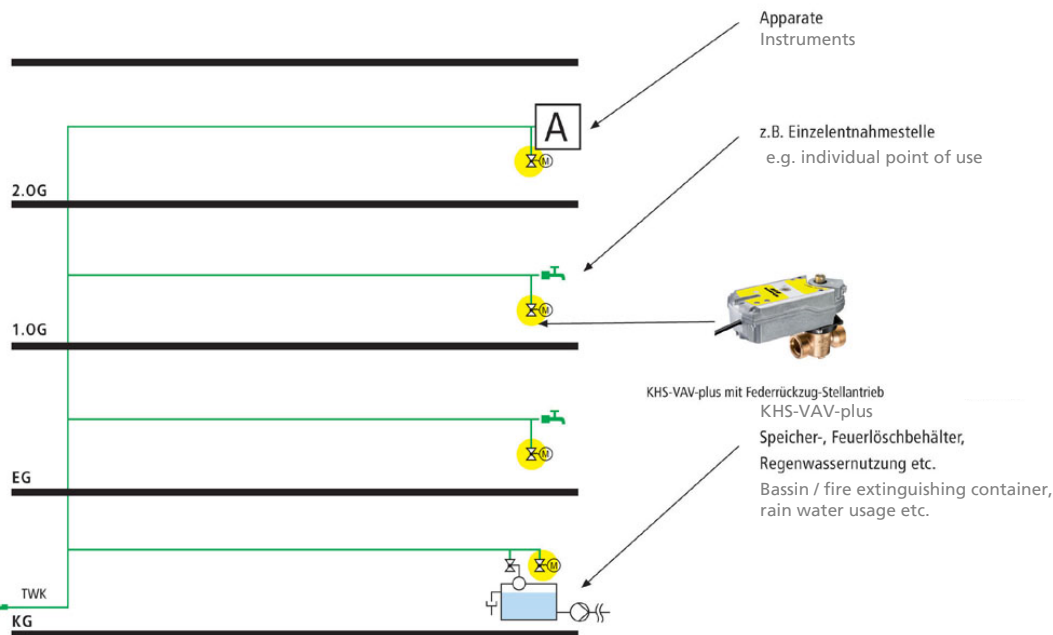 Apparate
Instruments
A
M
z.B. Einzelentnahmestelle
e.g. individual point of use
2.OG
M
1.OG
KHS-VAV-plus mit Federrückzug-Stellantrieb
KHS-VAV-plus
M
Speicher-, Feuerlöschbehälter,
Regenwassernutzung etc.
EG
Bassin / fire extinguishing container,
rain water usage etc.
M
TWK
KG